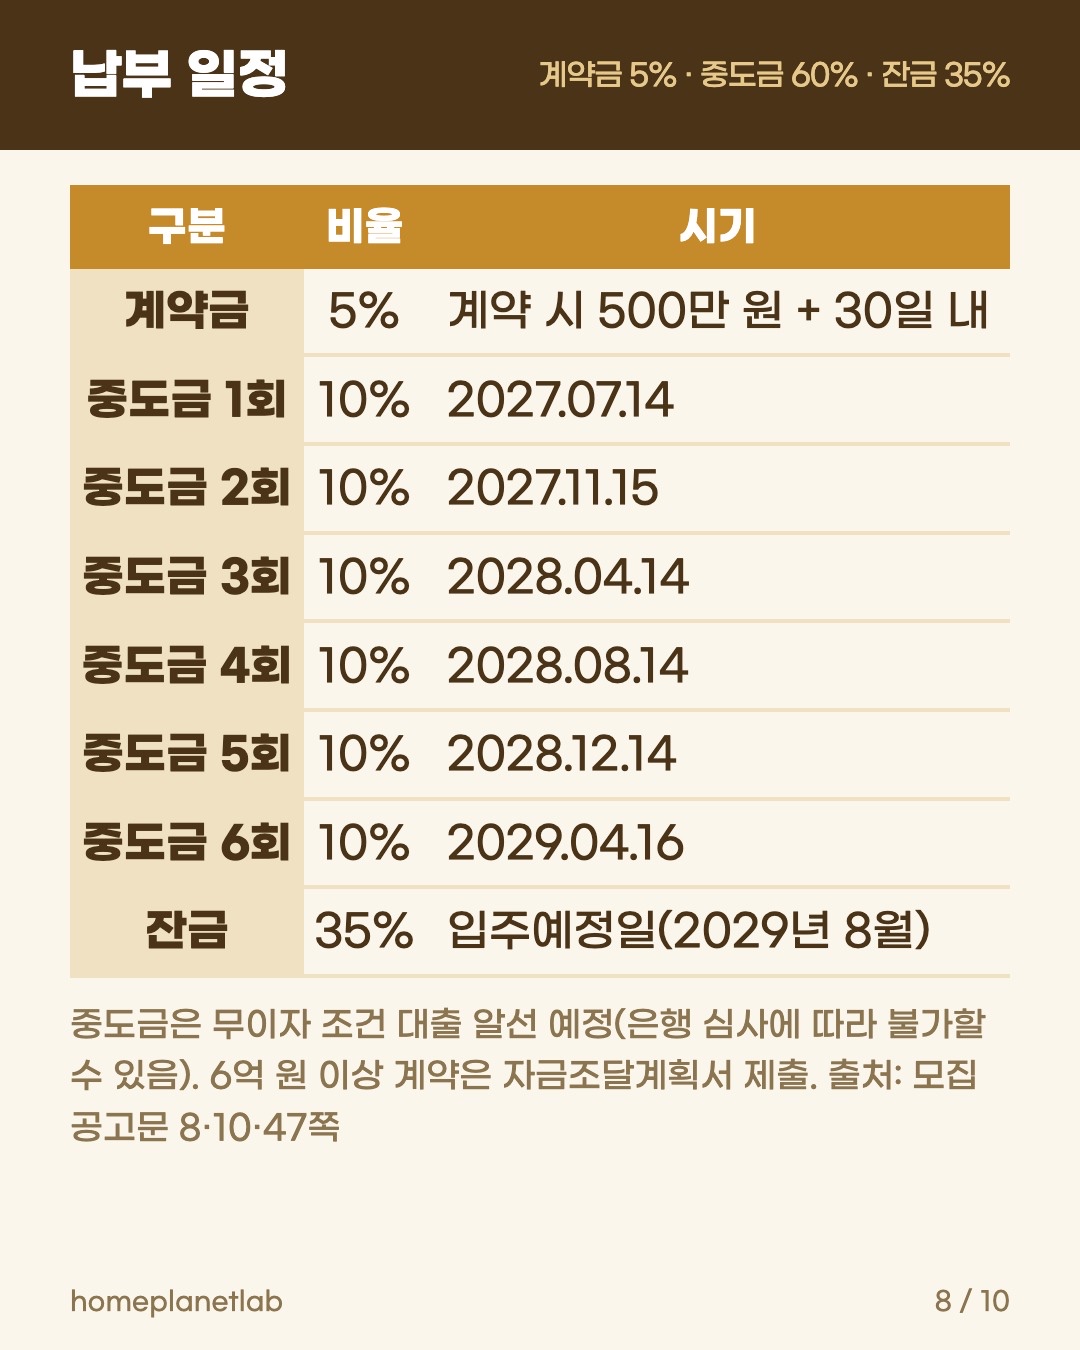 납부 일정
계약금 5% · 중도금 60% · 잔금 35%
구분 비율 시기
계약금 5% 계약 시 500만 원 + 30일 내
중도금 1회 10% 2027.07.14
중도금 2회 10% 2027.11.15
중도금 3회 10% 2028.04.14
중도금 4회 10% 2028.08.14
중도금 5회 10% 2028.12.14
중도금 6회 10% 2029.04.16
잔금 35% 입주예정일(2029년 8월)
중도금은 무이자 조건 대출 알선 예정(은행 심사에 따라 불가할
수 있음). 6억 원 이상 계약은 자금조달계획서 제출. 출처: 모집
공고문 8·10·47쪽
homeplanetlab
8 / 10